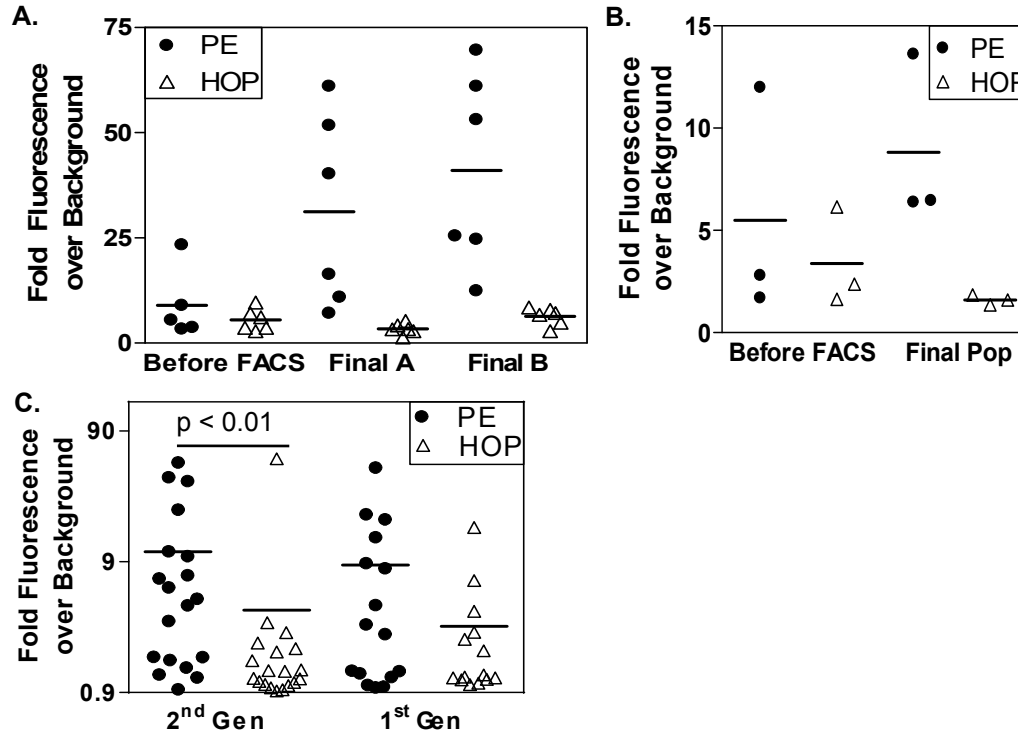 A.
75
50
25
0
Fold Fluorescence
over Background
PE
HOP
Before FACS
Final A
Final B
B.
15
10
5
0
Fold Fluorescence
over Background
PE
HOP
Before FACS
Final Pop
C.
90
9
0.9
Fold Fluorescence
over Background
p < 0.01
PE
HOP
2nd Gen
1st Gen